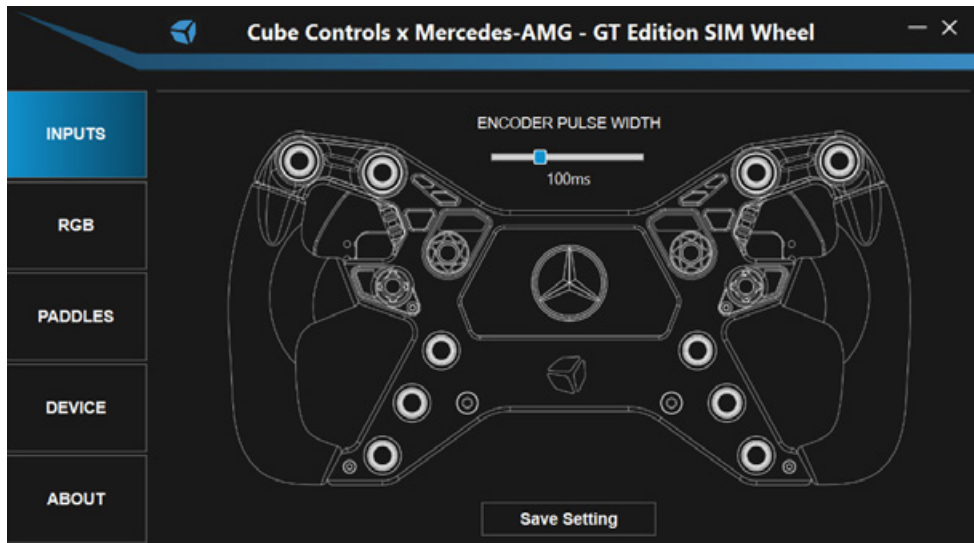 Cube Controls x Mercedes-AMG - GT Edition SIM Wheel
INPUTS
RGB
PADDLES
DEVICE
ABOUT
ENCODER PULSE WIDTH
100ms
Save Setting